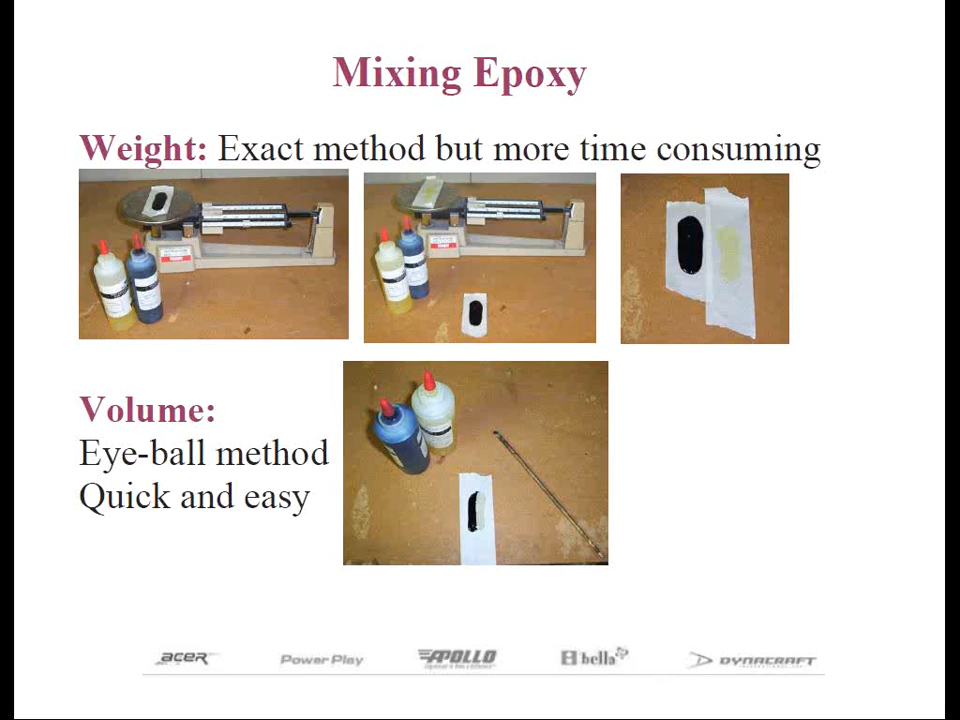 Mixing Epoxy
Weight: Exact method but more time consuming
Volume:
Eye-ball method
Quick and easy
acer Power Play APOLLO bella DYNACRAFT